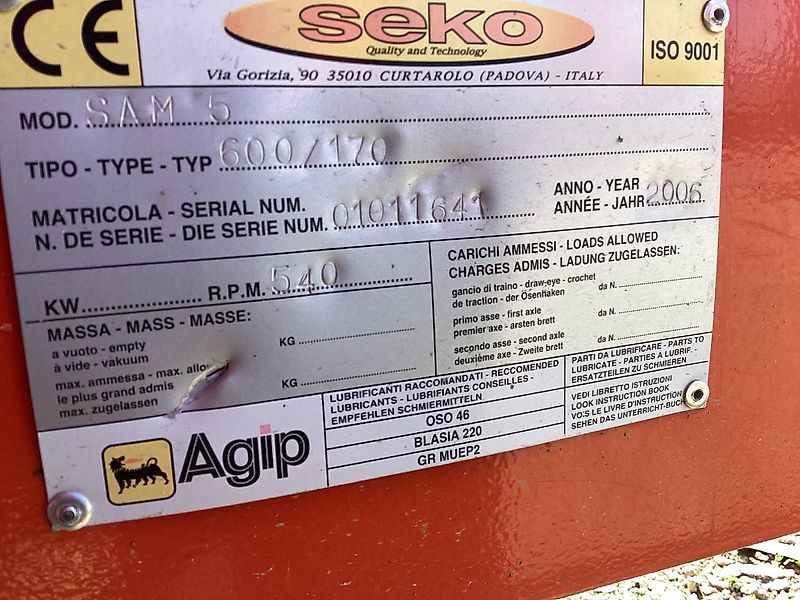 CE
seko
Quality and Technology
Via Gorizia, 90 35010 CURTAROLO (PADOVA) - ITALY
ISO 9001
MOD. SAM 5
TIPO - TYPE - TYP 600/170
MATRICOLA - SERIAL NUM.
N. DE SERIE - DIE SERIE NUM. 01011641
ANNO - YEAR
ANNÉE - JAHR 2006
KW. R.P.M. 540
MASSA - MASS - MASSE:
a vuoto - empty
à vide - vakuum
KG
max. ammessa - max. allo
le plus grand admis
max. zugelassen
KG
CARICHI AMMESSI - LOADS ALLOWED
CHARGES ADMIS - LADUNG ZUGELASSEN:
gancio di traino - draw-eye - crochet
de traction - der Ösenhaken
da N.
primo asse - first axle
premier axe - arsten brett
da N.
secondo asse - second axle
deuxième axe - Zweite brett
da N.
Agip
LUBRIFICANTI RACCOMANDATI - RECCOMENDED
LUBRICANTS - LUBRIFIANTS CONSEILLES -
EMPFEHLEN SCHMIERMITTELN
OSO 46
BLASIA 220
GR MUEP2
PARTI DA LUBRIFICARE - PARTS TO
LUBRICATE - PARTIES A LUBRIF. -
ERSTZTEILEN ZU SCHMIEREN
VEDI LIBRETTO ISTRUZIONI
LOOK INSTRUCTION BOOK
VOIS LE LIVRE D'INSTRUCTION
SEHEN DAS UNTERRICHT-BUCH